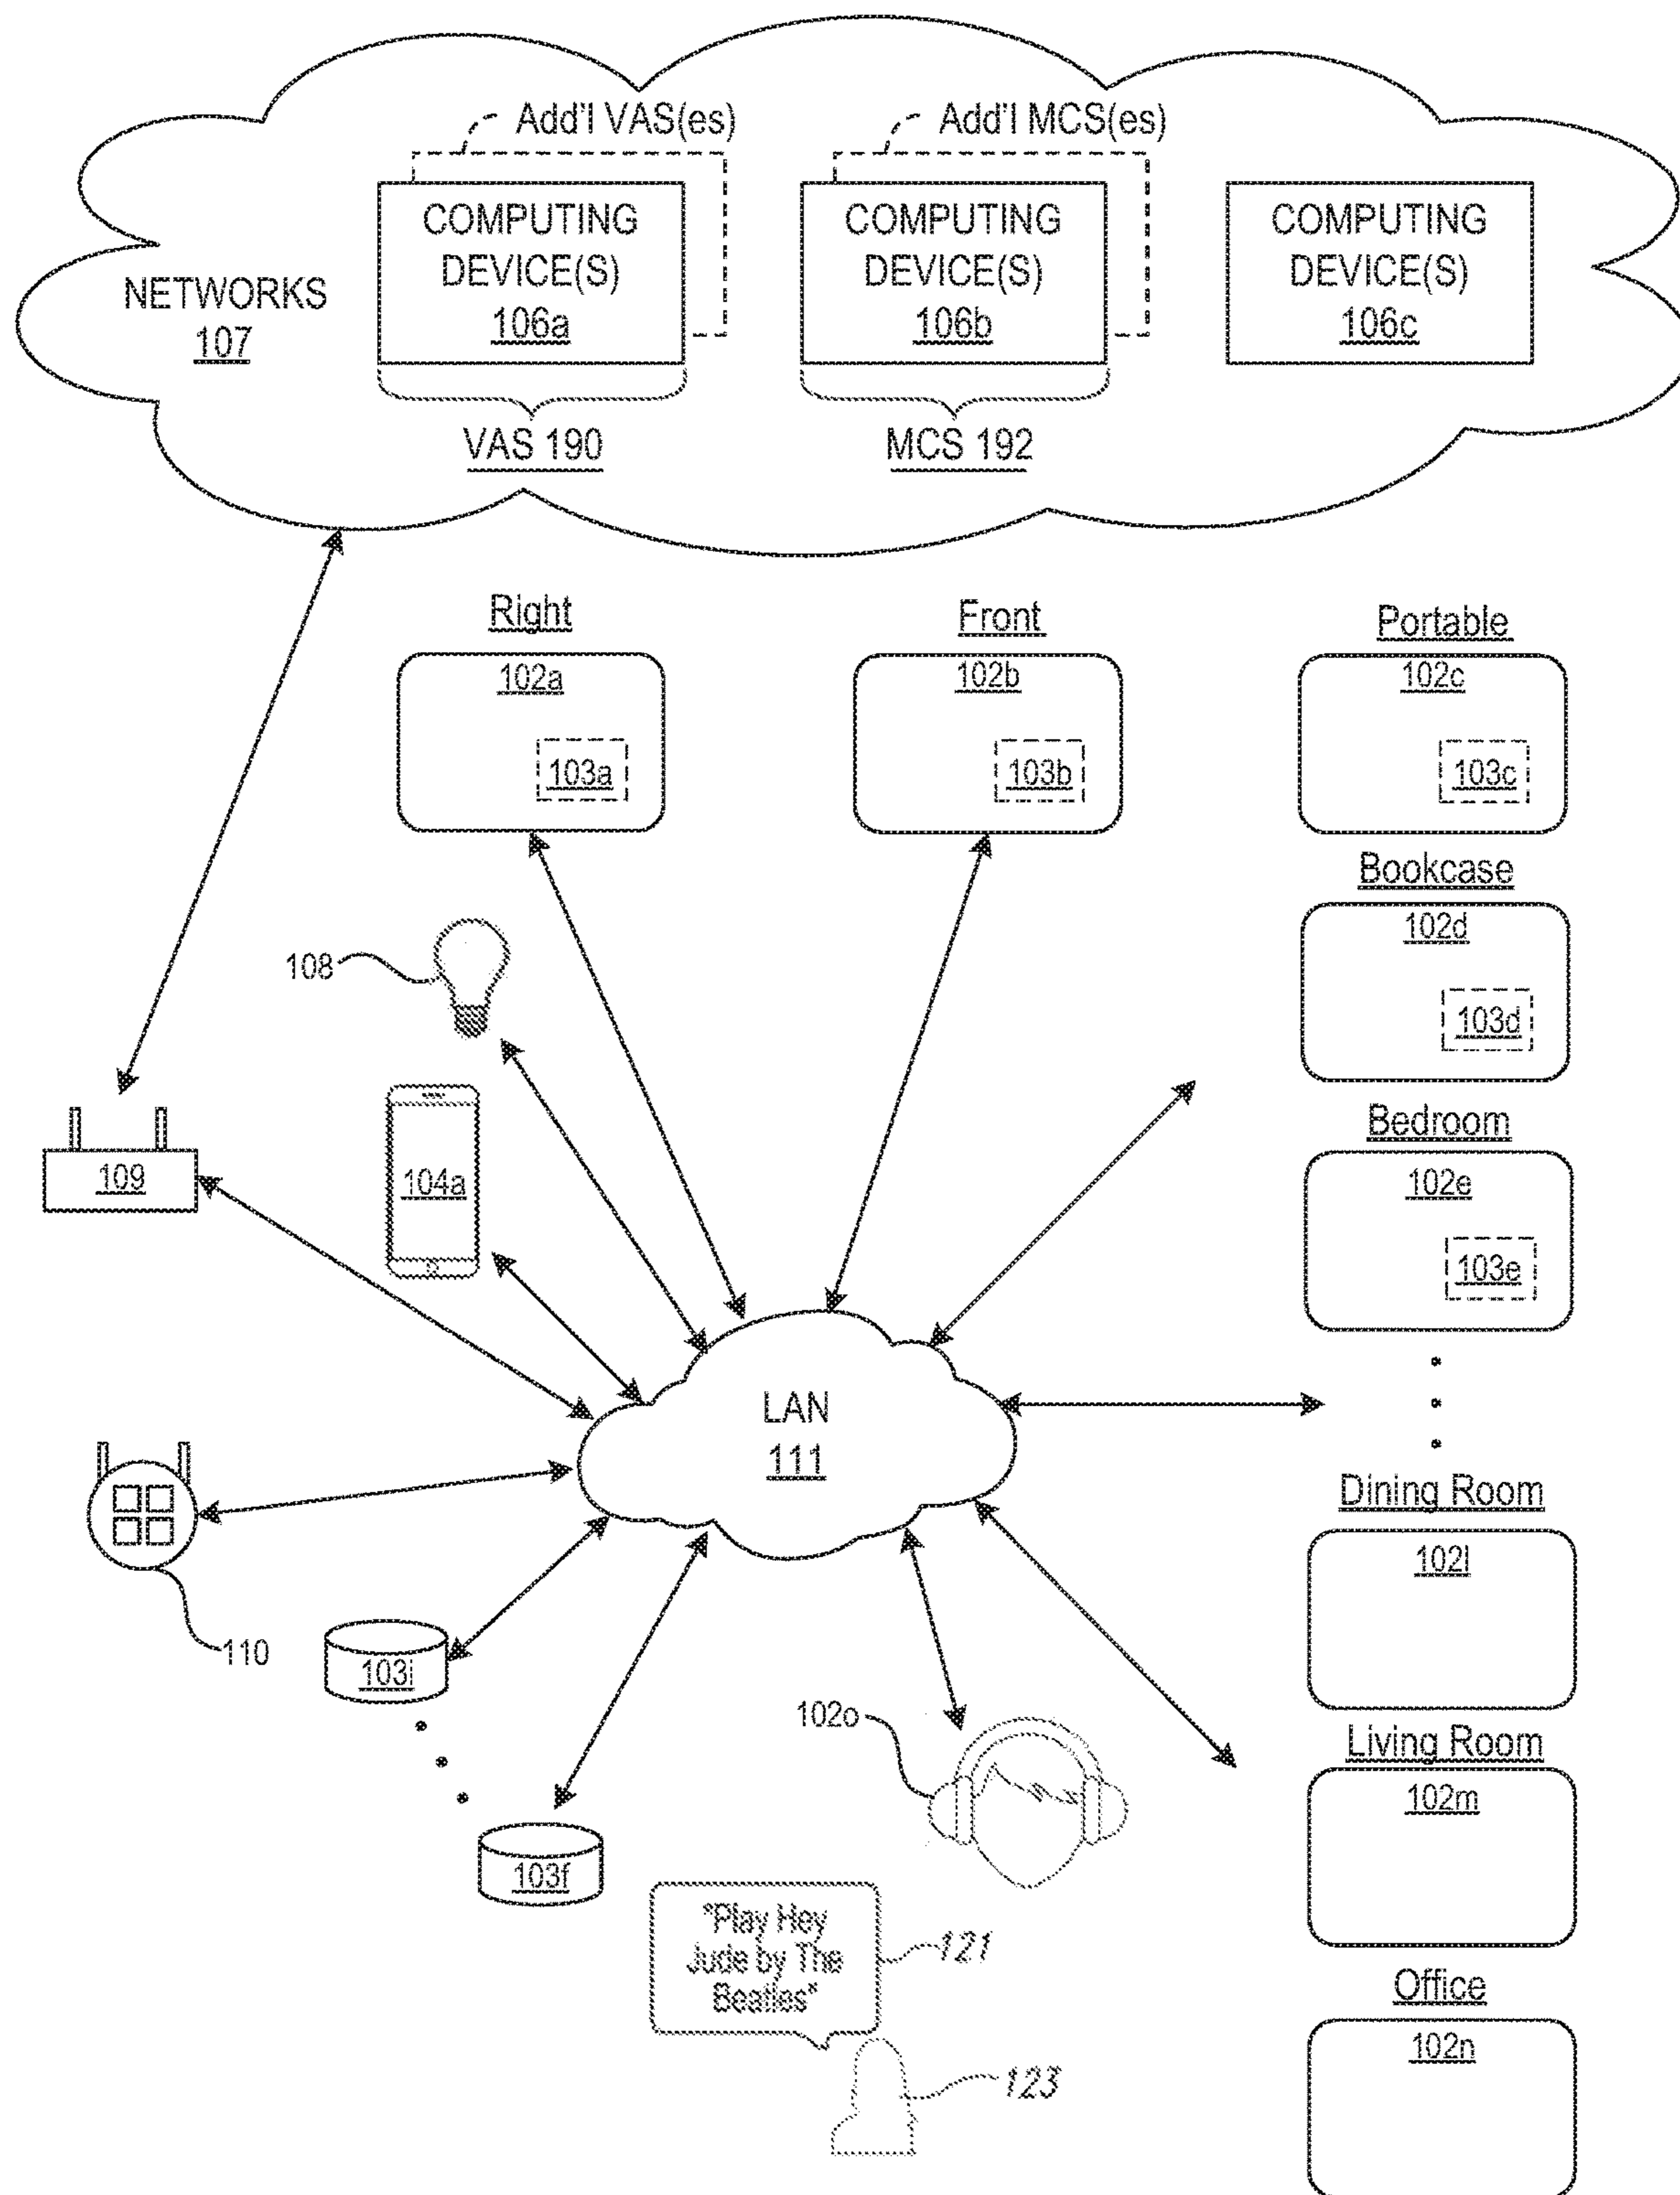 Add'l VAS(es)
Add'l MCS(es)
COMPUTING
DEVICE(S)
106a
COMPUTING
DEVICE(S)
106b
COMPUTING
DEVICE(S)
106c
NETWORKS
107
VAS 190
MCS 192
Right
102a
103a
Front
102b
103b
Portable
102c
103c
Bookcase
102d
103d
Bedroom
102e
103e
108
104a
109
LAN
111
110
103i
103f
102o
Dining Room
102l
Living Room
102m
Office
102n
"Play Hey
Jude by The
Beatles"
121
123